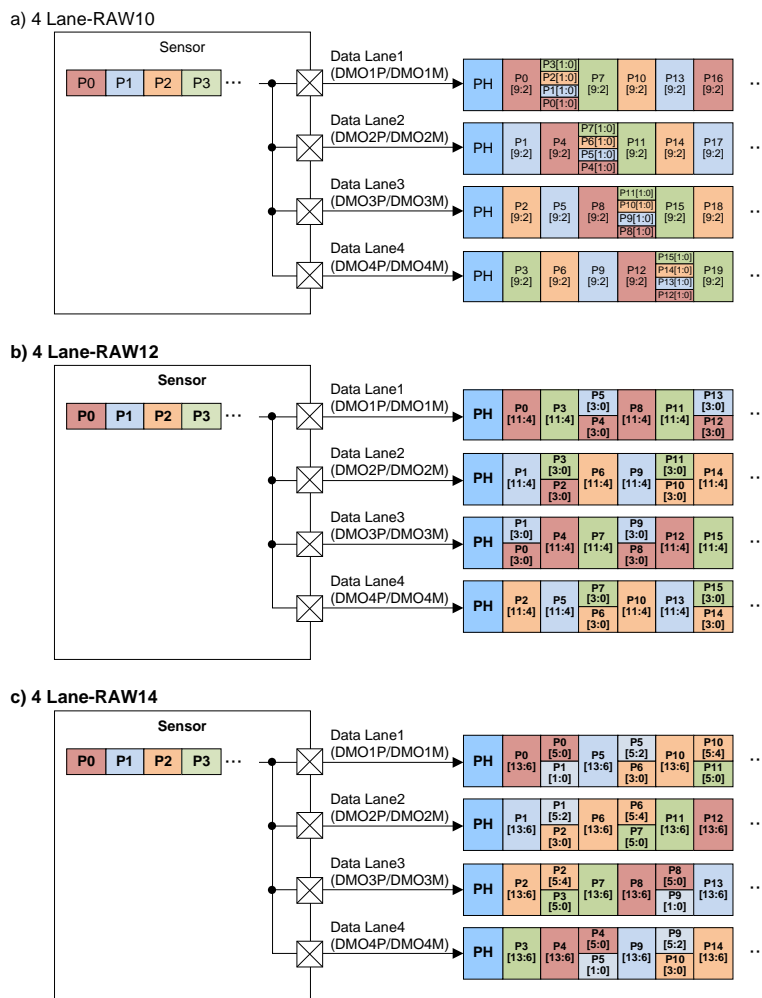 a) 4 Lane-RAW10
Sensor
P0 P1 P2 P3 ···
Data Lane1
(DMO1P/DMO1M)
PH P0 [9:2] P3[1:0] P2[1:0] P1[1:0] P0[1:0] P7 [9:2] P10 [9:2] P13 [9:2] P16 [9:2] ··
Data Lane2
(DMO2P/DMO2M)
PH P1 [9:2] P4 [9:2] P7[1:0] P6[1:0] P5[1:0] P4[1:0] P11 [9:2] P14 [9:2] P17 [9:2] ··
Data Lane3
(DMO3P/DMO3M)
PH P2 [9:2] P5 [9:2] P8 [9:2] P11[1:0] P10[1:0] P9[1:0] P8[1:0] P15 [9:2] P18 [9:2] ··
Data Lane4
(DMO4P/DMO4M)
PH P3 [9:2] P6 [9:2] P9 [9:2] P12 [9:2] P15[1:0] P14[1:0] P13[1:0] P12[1:0] P19 [9:2] ··
b) 4 Lane-RAW12
Sensor
P0 P1 P2 P3 ···
Data Lane1
(DMO1P/DMO1M)
PH P0 [11:4] P3 [11:4] P5 [3:0] P4 [3:0] P8 [11:4] P11 [11:4] P13 [3:0] P12 [3:0] ··
Data Lane2
(DMO2P/DMO2M)
PH P1 [11:4] P3 [3:0] P2 [3:0] P6 [11:4] P9 [11:4] P11 [3:0] P10 [3:0] P14 [11:4] ··
Data Lane3
(DMO3P/DMO3M)
PH P1 [3:0] P0 [3:0] P4 [11:4] P7 [11:4] P9 [3:0] P8 [3:0] P12 [11:4] P15 [11:4] ··
Data Lane4
(DMO4P/DMO4M)
PH P2 [11:4] P5 [11:4] P7 [3:0] P6 [3:0] P10 [11:4] P13 [11:4] P15 [3:0] P14 [3:0] ··
c) 4 Lane-RAW14
Sensor
P0 P1 P2 P3 ···
Data Lane1
(DMO1P/DMO1M)
PH P0 [13:6] P0 [5:0] P1 [1:0] P5 [13:6] P5 [5:2] P6 [3:0] P10 [13:6] P10 [5:4] P11 [5:0] ··
Data Lane2
(DMO2P/DMO2M)
PH P1 [13:6] P1 [5:2] P2 [3:0] P6 [13:6] P6 [5:4] P7 [5:0] P11 [13:6] P12 [13:6] ··
Data Lane3
(DMO3P/DMO3M)
PH P2 [13:6] P2 [5:4] P3 [5:0] P7 [13:6] P8 [13:6] P8 [5:0] P9 [1:0] P13 [13:6] ··
Data Lane4
(DMO4P/DMO4M)
PH P3 [13:6] P4 [13:6] P4 [5:0] P5 [1:0] P9 [13:6] P9 [5:2] P10 [3:0] P14 [13:6] ··